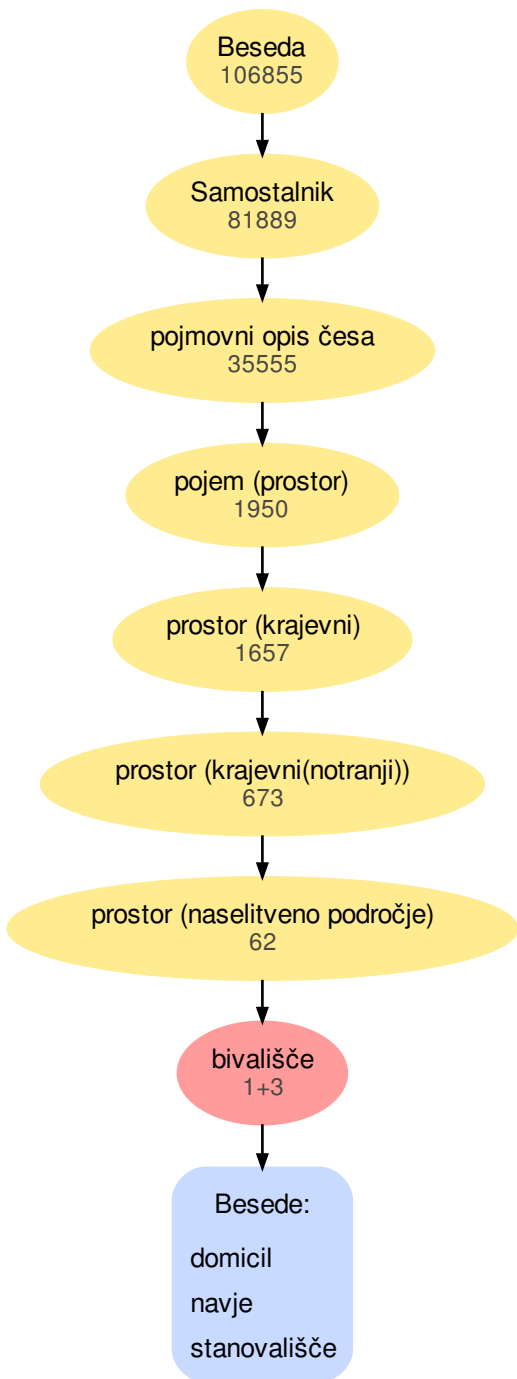 Beseda
106855
Samostalnik
81889
pojmovni opis česa
35555
pojem (prostor)
1950
prostor (krajevni)
1657
prostor (krajevni(notranji))
673
prostor (naselitveno področje)
62
bivališče
1+3
Besede:
domicil
navje
stanovališče